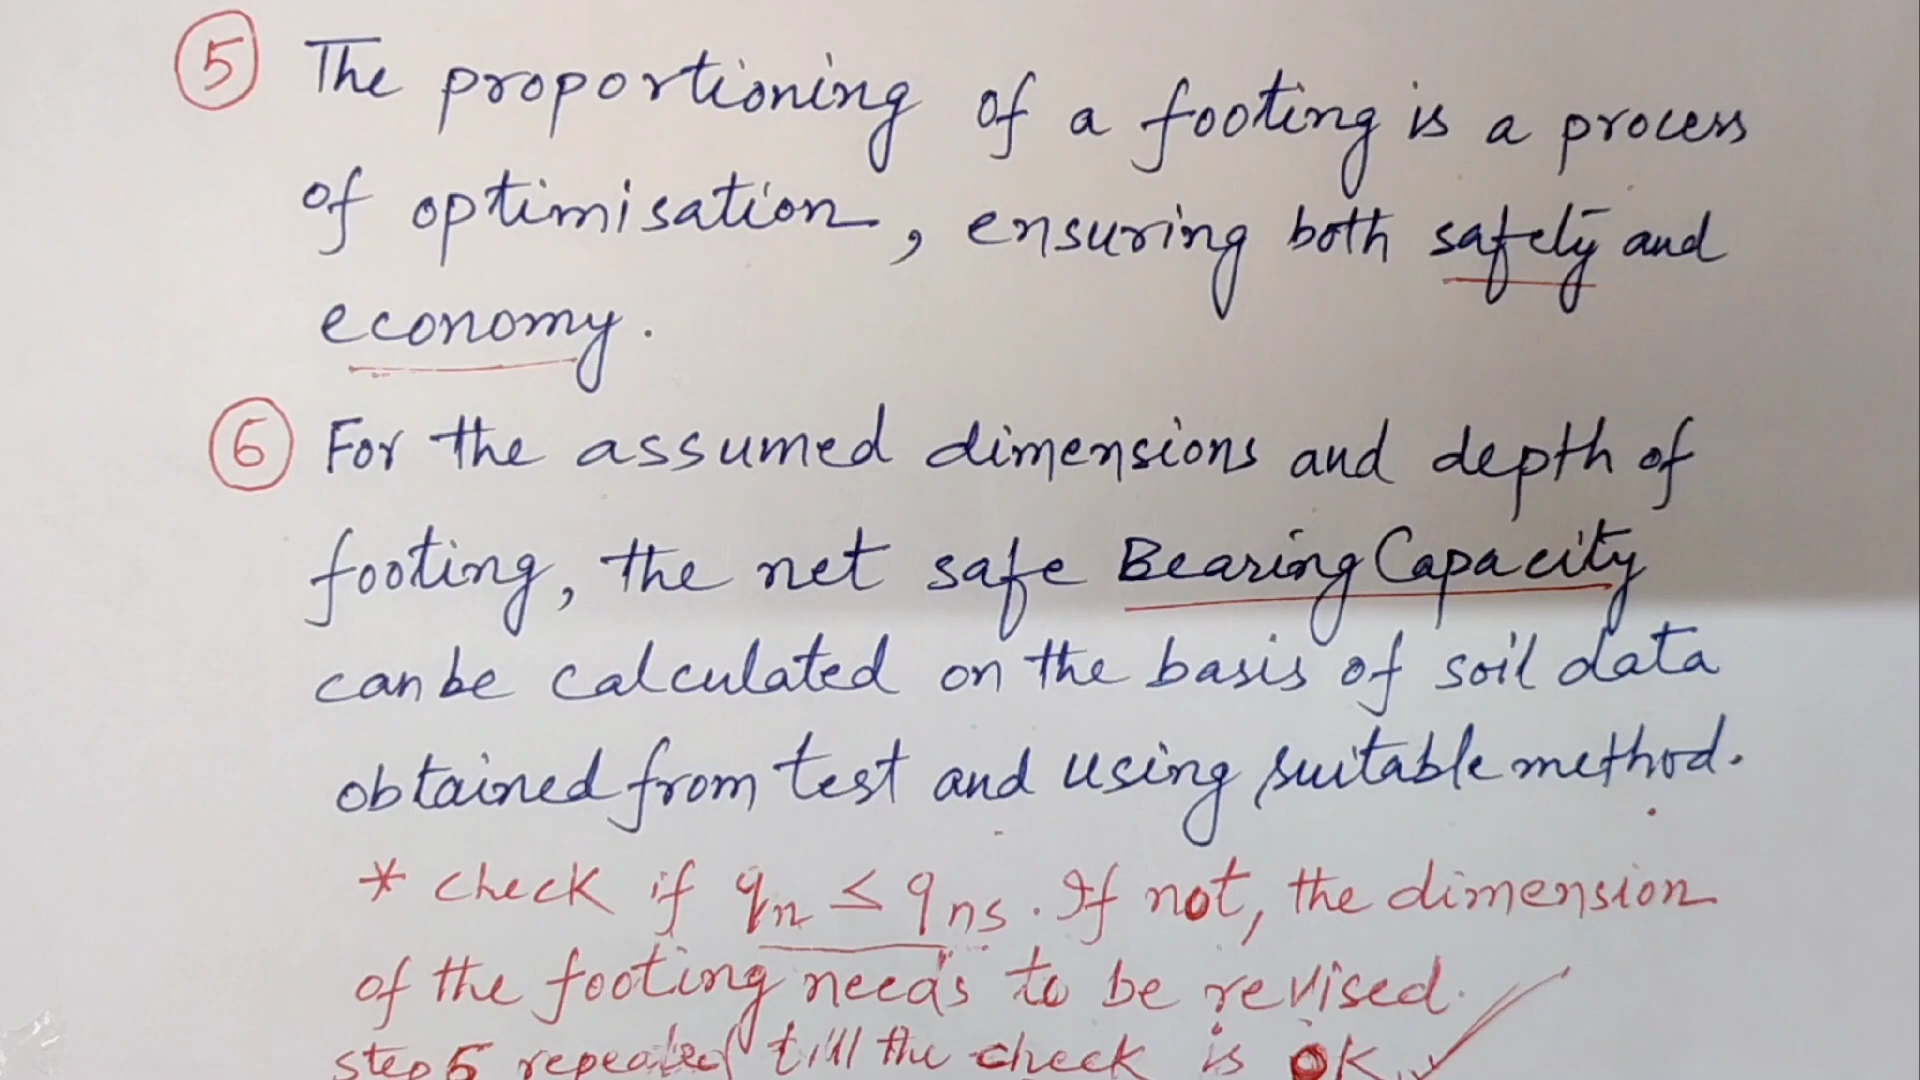 5 The proportioning of a footing is a process
of optimisation, ensuring both safety and
economy.
6 For the assumed dimensions and depth of
footing, the net safe Bearing Capacity
can be calculated on the basis of soil data
obtained from test and using suitable method.
* check if qn ≤ qns. If not, the dimension
of the footing needs to be revised.
step 5 repeated till the check is OK ✓